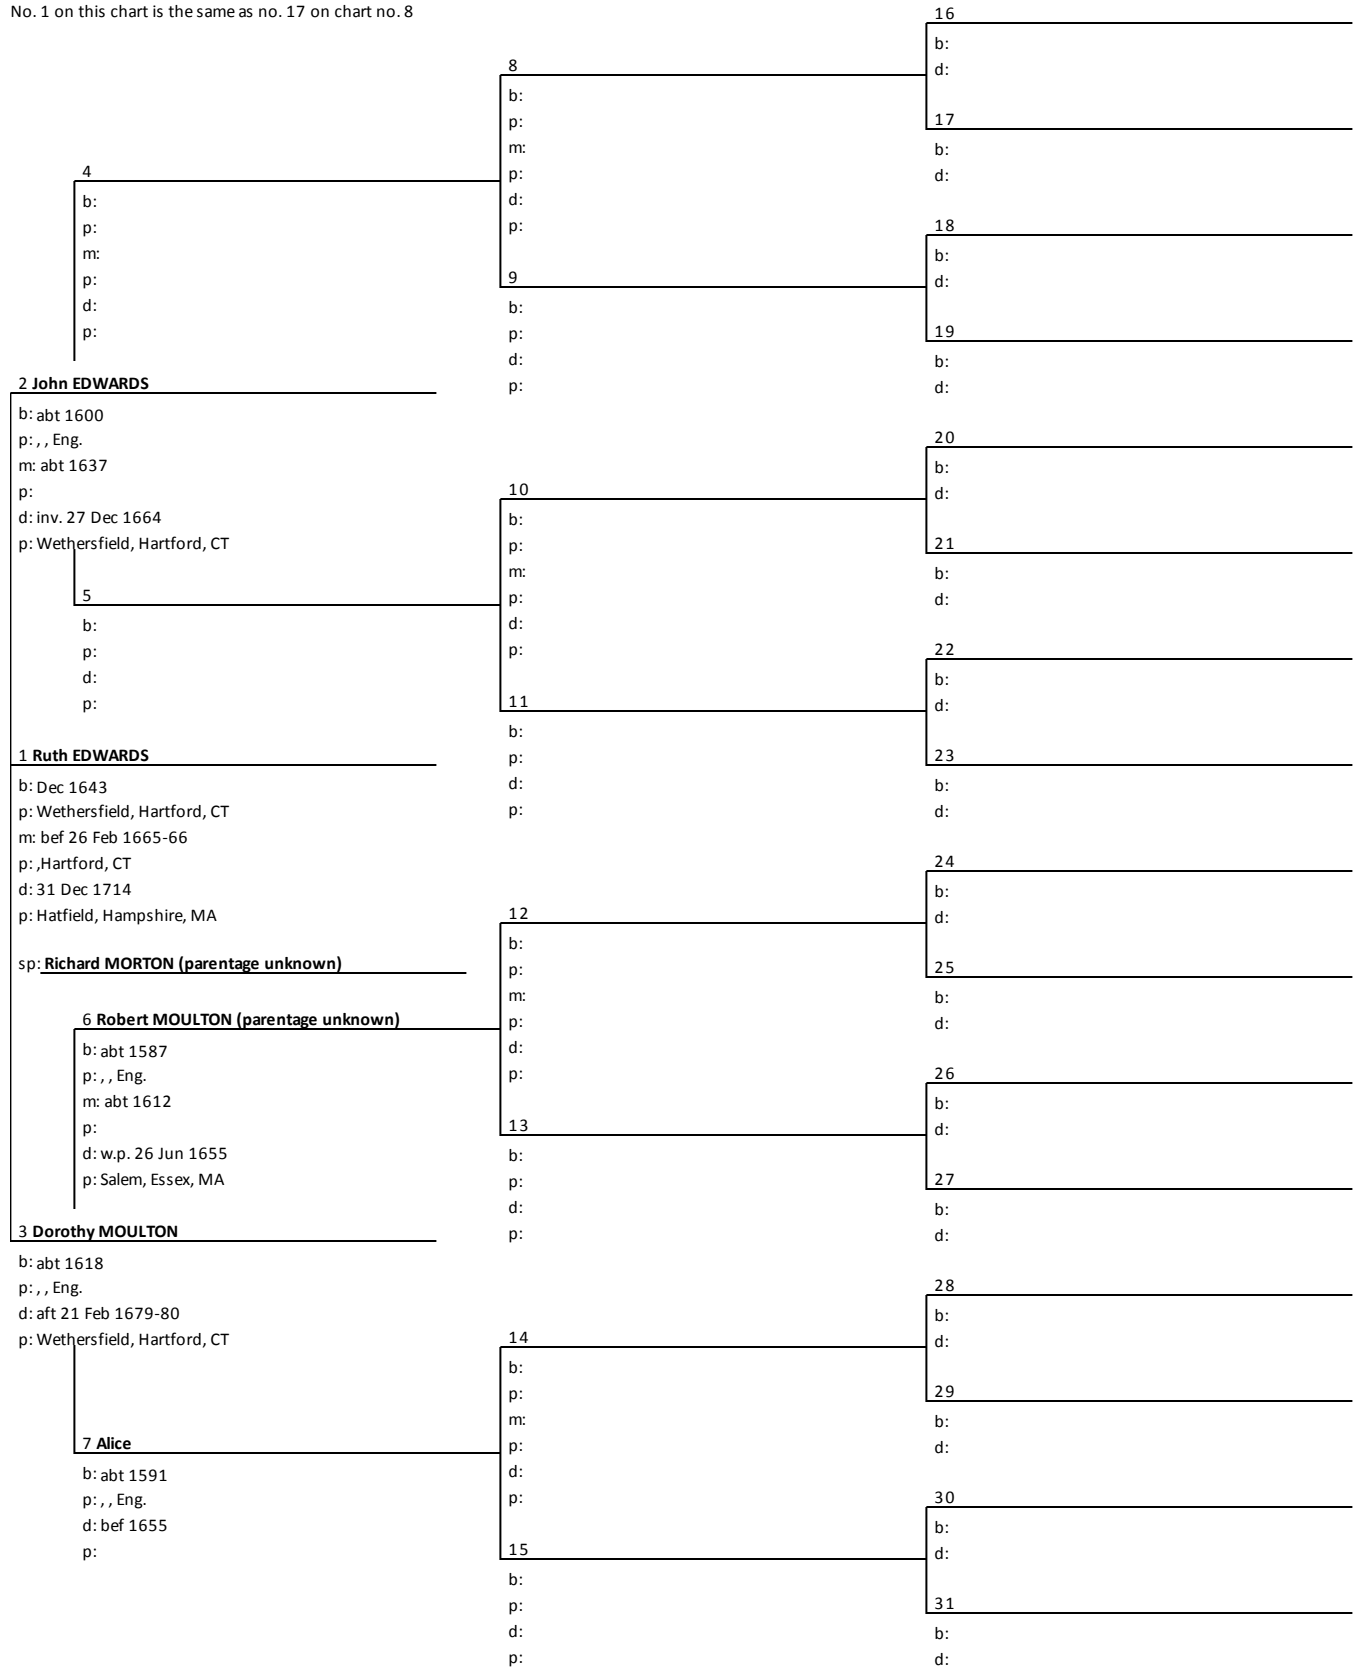 No. 1 on this chart is the same as no. 17 on chart no. 8
16
b:
d:
8
b:
p:
m:
p:
d:
p:
17
b:
d:
4
b:
p:
m:
p:
d:
p:
18
b:
d:
9
b:
p:
d:
p:
19
b:
d:
2 John EDWARDS
b: abt 1600
p: , , Eng.
m: abt 1637
p:
d: inv. 27 Dec 1664
p: Wethersfield, Hartford, CT
20
b:
d:
10
b:
p:
m:
p:
d:
p:
21
b:
d:
5
b:
p:
d:
p:
22
b:
d:
11
b:
p:
d:
p:
23
b:
d:
1 Ruth EDWARDS
b: Dec 1643
p: Wethersfield, Hartford, CT
m: bef 26 Feb 1665-66
p: ,Hartford, CT
d: 31 Dec 1714
p: Hatfield, Hampshire, MA
sp: Richard MORTON (parentage unknown)
24
b:
d:
12
b:
p:
m:
p:
d:
p:
25
b:
d:
6 Robert MOULTON (parentage unknown)
b: abt 1587
p: , , Eng.
m: abt 1612
p:
d: w.p. 26 Jun 1655
p: Salem, Essex, MA
26
b:
d:
13
b:
p:
d:
p:
27
b:
d:
3 Dorothy MOULTON
b: abt 1618
p: , , Eng.
d: aft 21 Feb 1679-80
p: Wethersfield, Hartford, CT
28
b:
d:
14
b:
p:
m:
p:
d:
p:
29
b:
d:
7 Alice
b: abt 1591
p: , , Eng.
d: bef 1655
p:
30
b:
d:
15
b:
p:
d:
p:
31
b:
d: